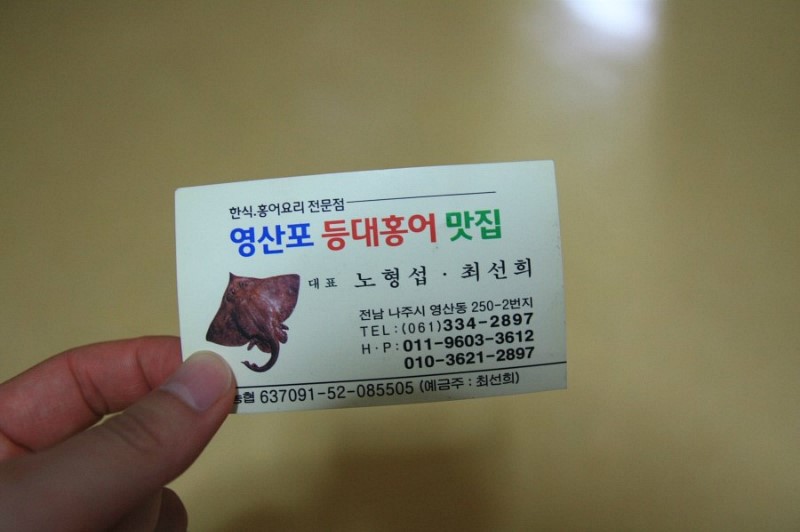 한식.홍어요리 전문점
영산포 등대홍어 맛집
대표 노형섭·최선희
전남 나주시 영산동 250-2번지
TEL:(061)334-2897
H·P:011-9603-3612
010-3621-2897
농협 637091-52-085505 (예금주 : 최선희)